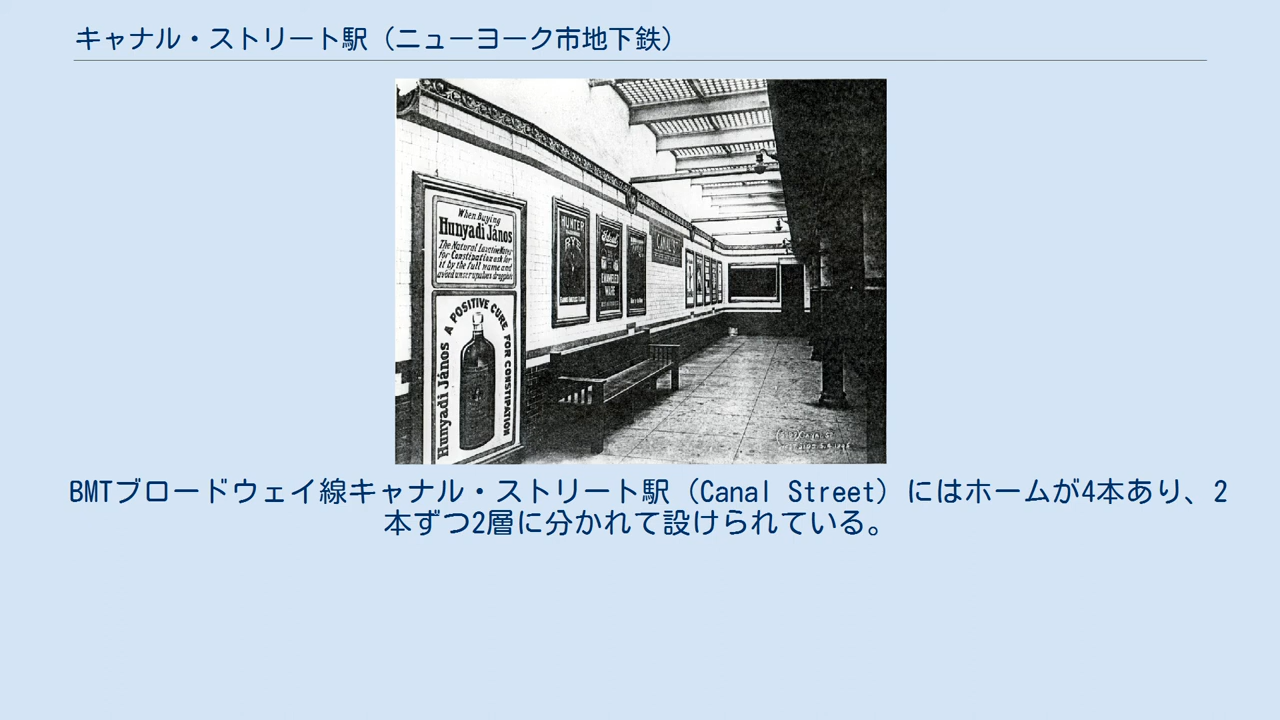 キャナル・ストリート駅（ニューヨーク市地下鉄）
When Buying
Hunyadi János
The Natural Laxative Water
for Constipation ask for
it by the full name and
avoid unscrupulous druggists
A POSITIVE CURE FOR CONSTIPATION
Hunyadi János
HUNTER
RYE
CANAL ST
WARE
BMTブロードウェイ線キャナル・ストリート駅（Canal Street）にはホームが4本あり、2
本ずつ2層に分かれて設けられている。